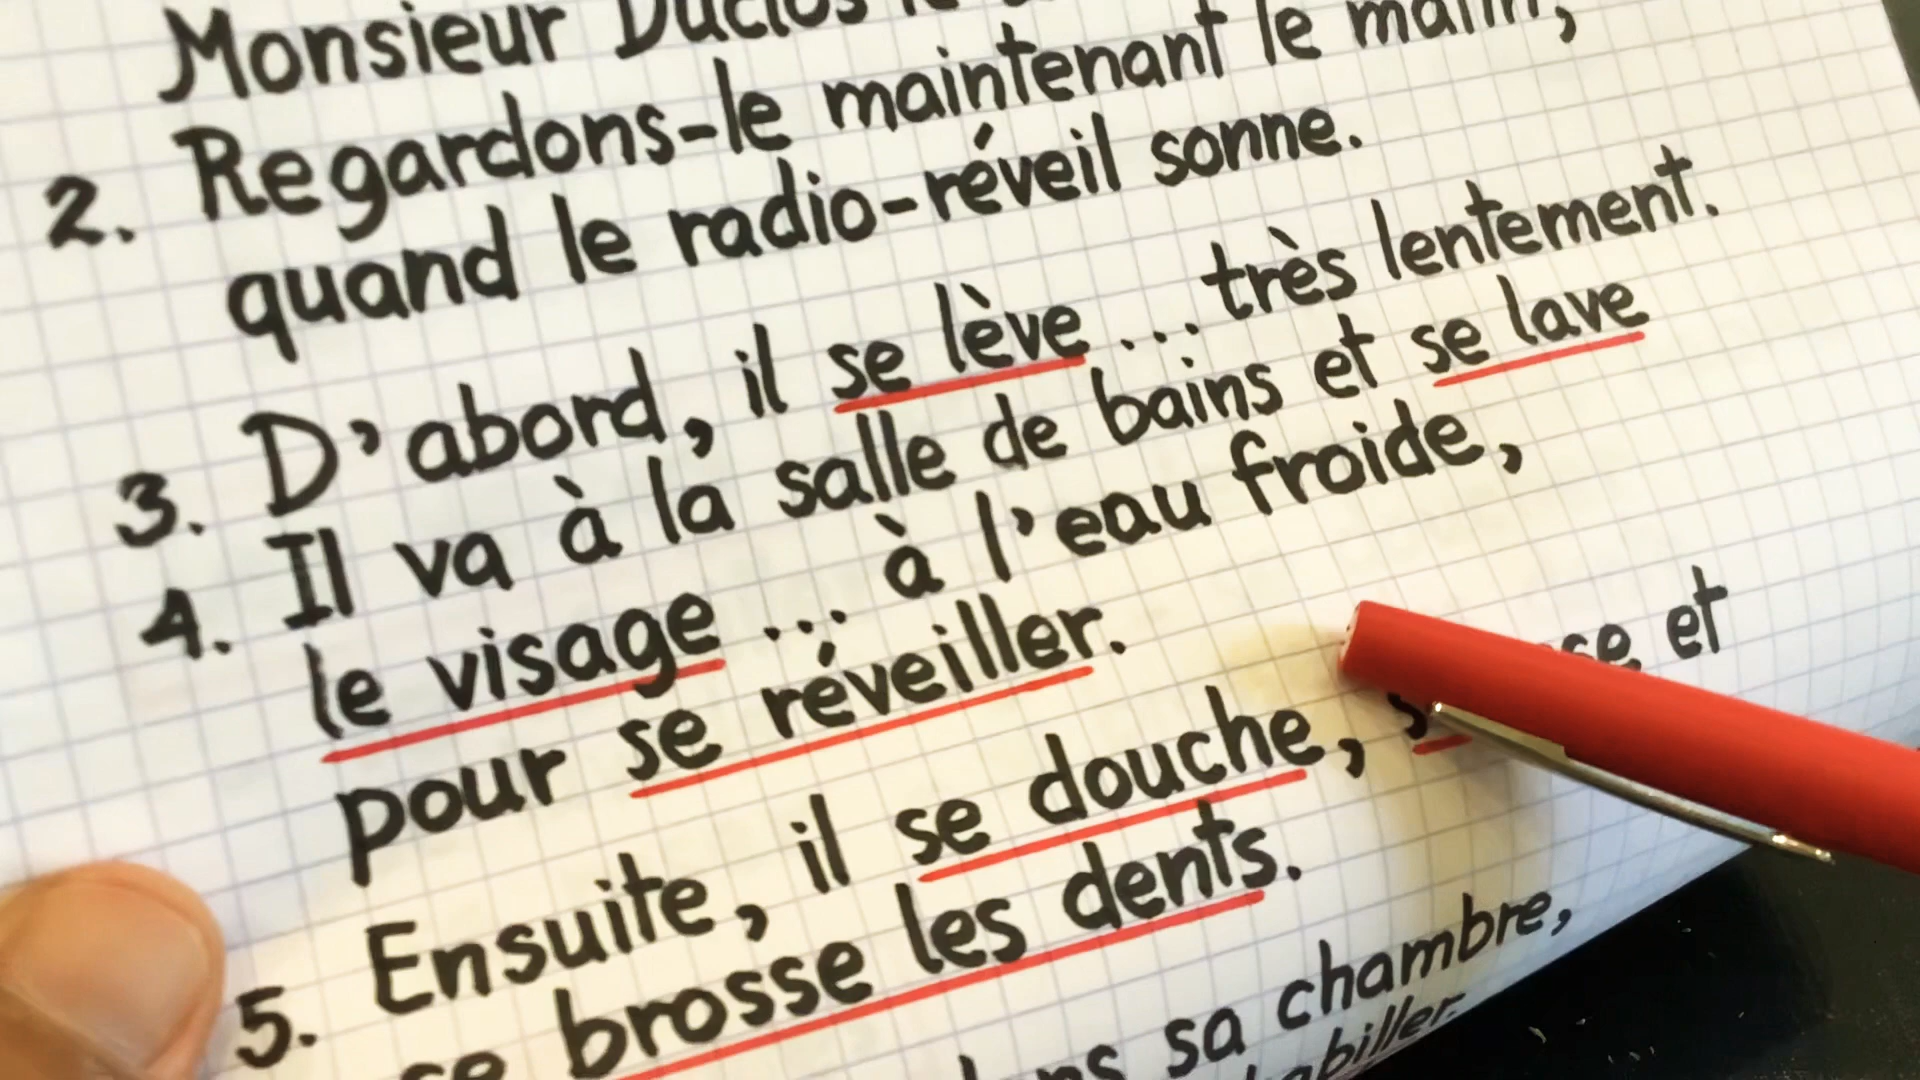 Monsieur Duclos
2. Regardons-le maintenant le matin,
quand le radio-réveil sonne.
3. D'abord, il se lève ... très lentement.
4. Il va à la salle de bains et se lave
le visage ... à l'eau froide,
pour se réveiller.
5. Ensuite, il se douche, et
se brosse les dents.
sa chambre,